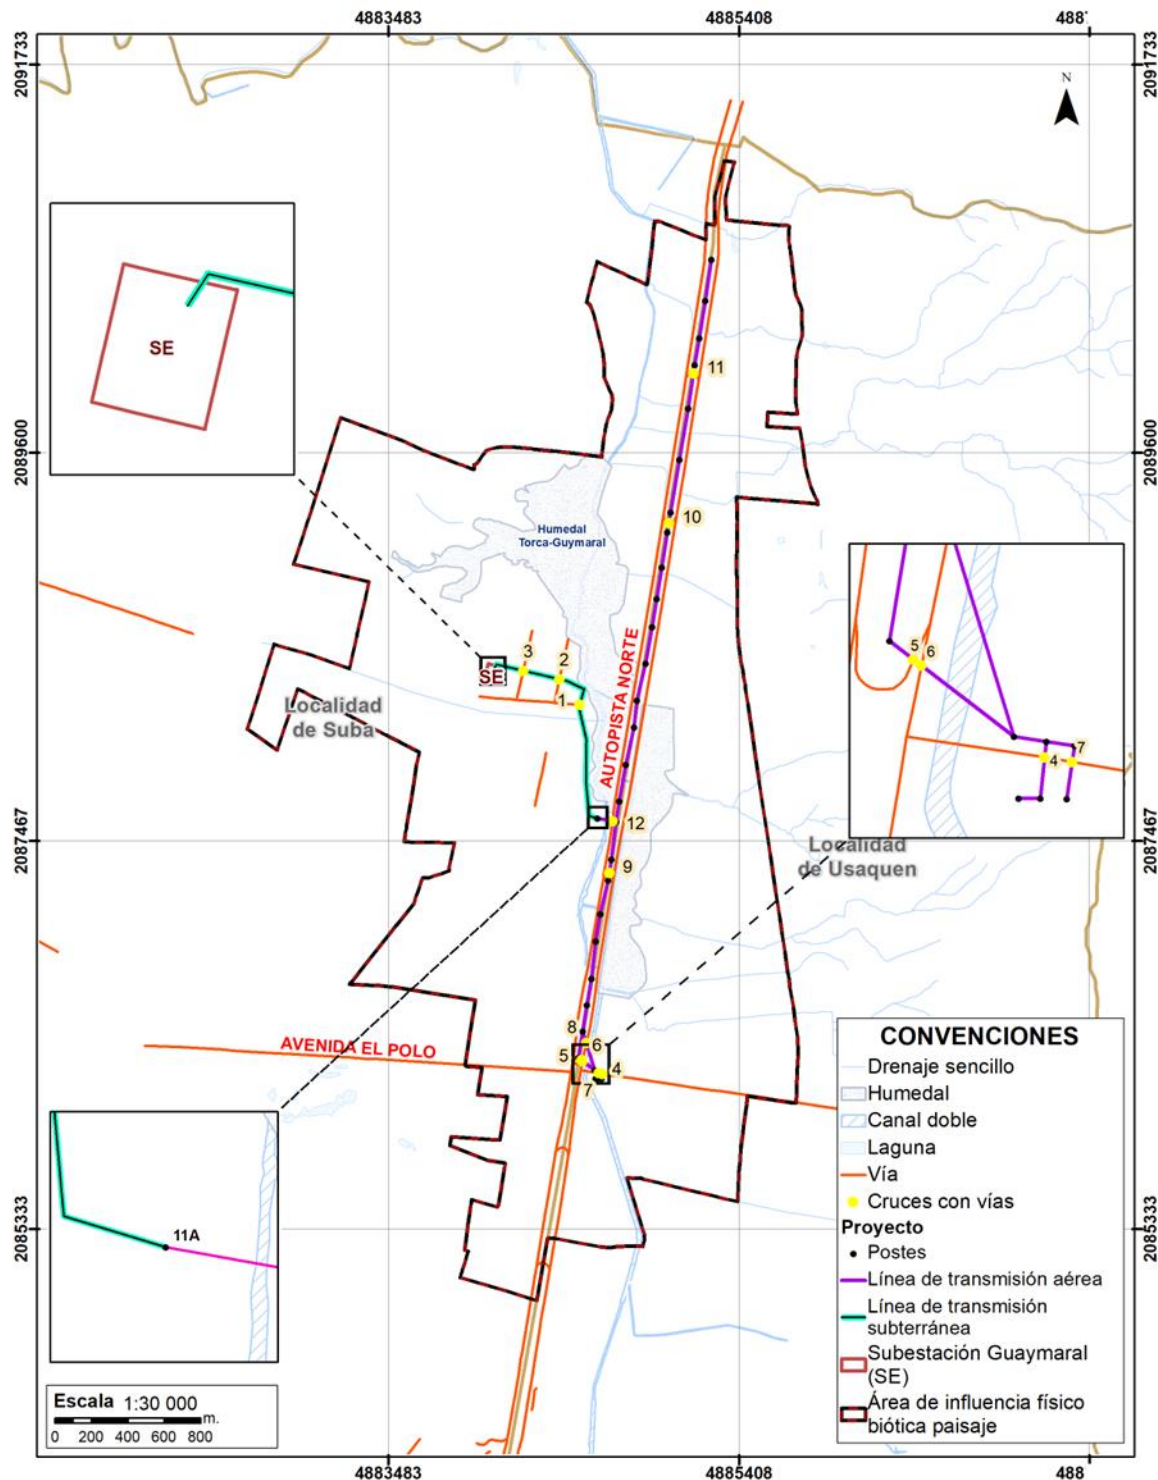 4883483
4885408
488
2091733
2091733
N
SE
11
2089600
2089600
10
Humedal
Torca-Guymaral
5
6
7
4
AUTOPISTA NORTE
3
2
SE
1
Localidad
de Suba
12
2087467
2087467
Localidad
de Usaquen
9
8
6
AVENIDA EL POLO
5
4
7
11A
2085333
2085333
CONVENCIONES
Drenaje sencillo
Humedal
Canal doble
Laguna
Vía
Cruces con vías
Proyecto
Postes
Línea de transmisión aérea
Línea de transmisión
subterránea
Subestación Guaymaral
(SE)
Área de influencia físico
biótica paisaje
Escala 1:30 000
m.
0 200 400 600 800
4883483
4885408
488